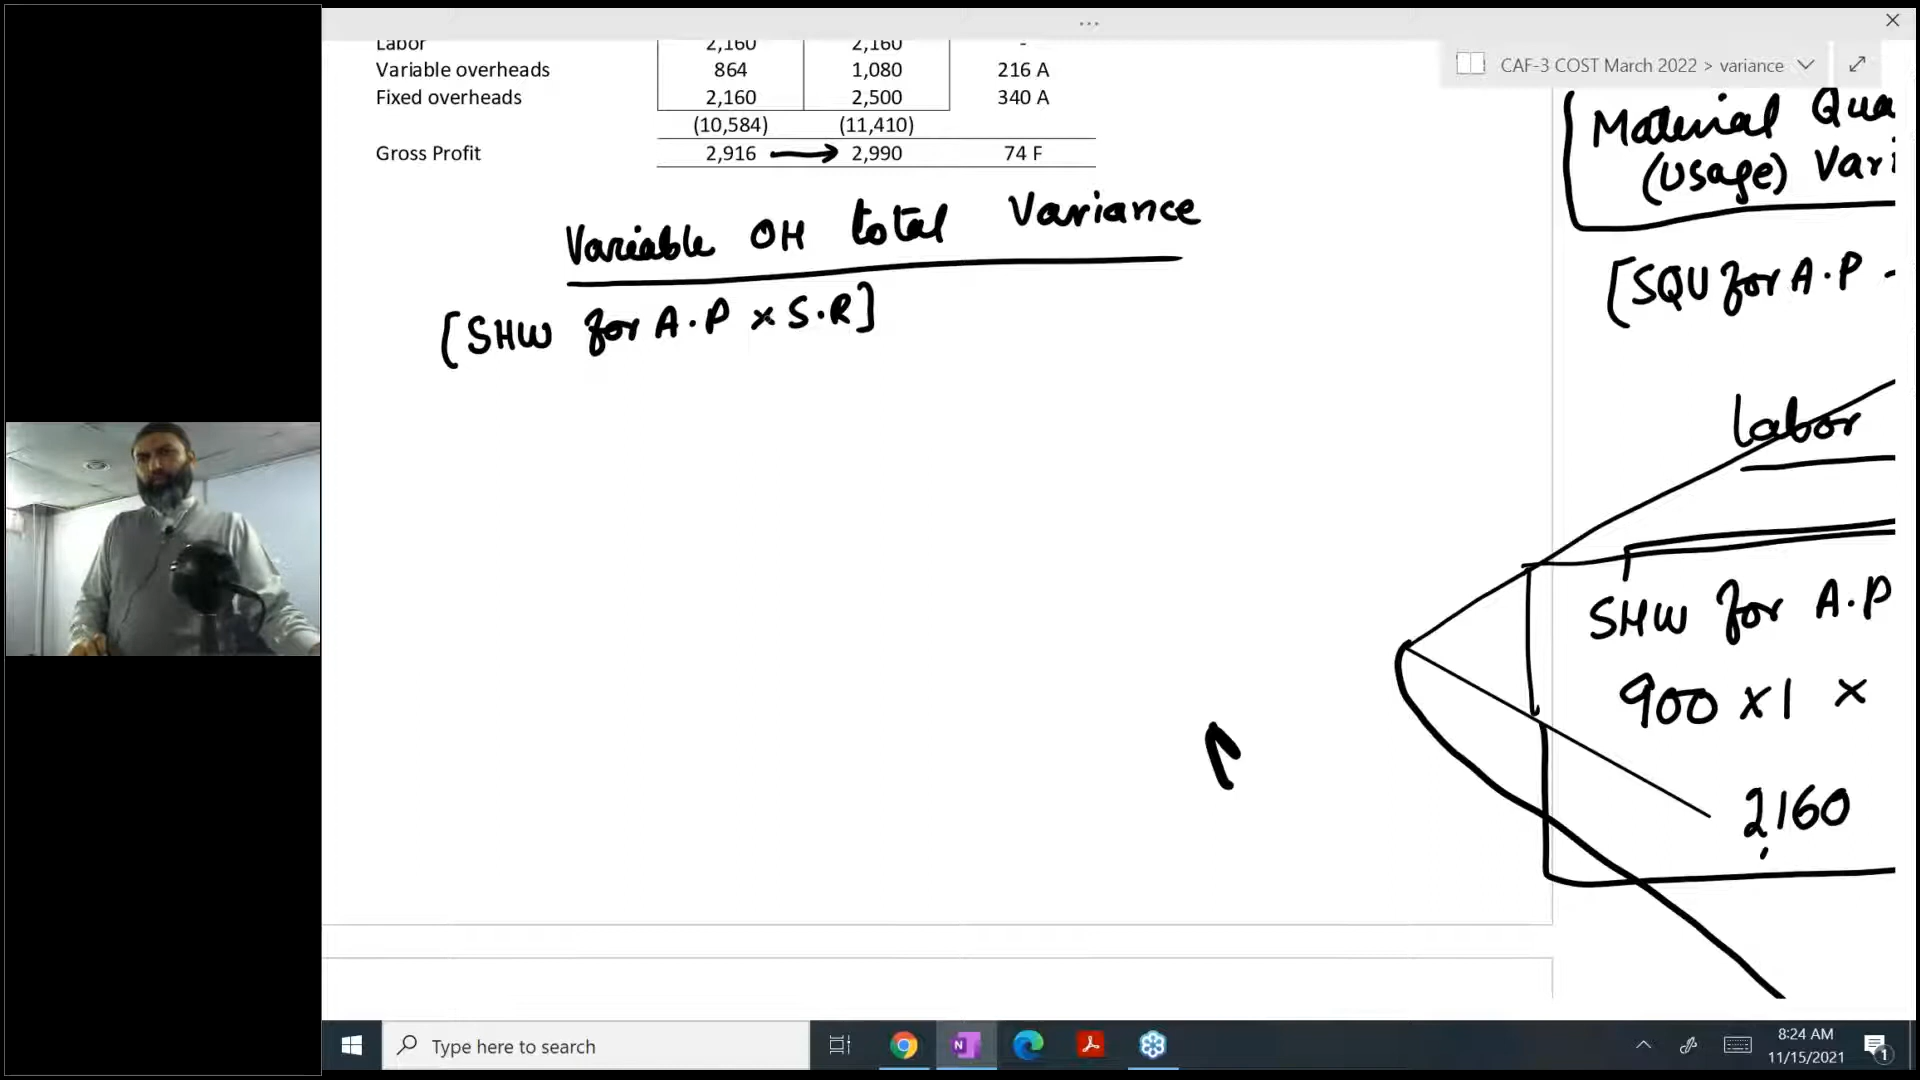 ...
CAF-3 COST March 2022 > variance
Labor 2,160 2,160 -
Variable overheads 864 1,080 216 A
Fixed overheads 2,160 2,500 340 A
(10,584) (11,410)
Gross Profit 2,916 2,990 74 F
Variable OH total Variance
[SHW for A.P x S.R]
Material Qua
(Usage) Vari
[SQU for A.P -
Labor
SHW for A.P
900 x 1 x
2160
Type here to search
8:24 AM
11/15/2021
1